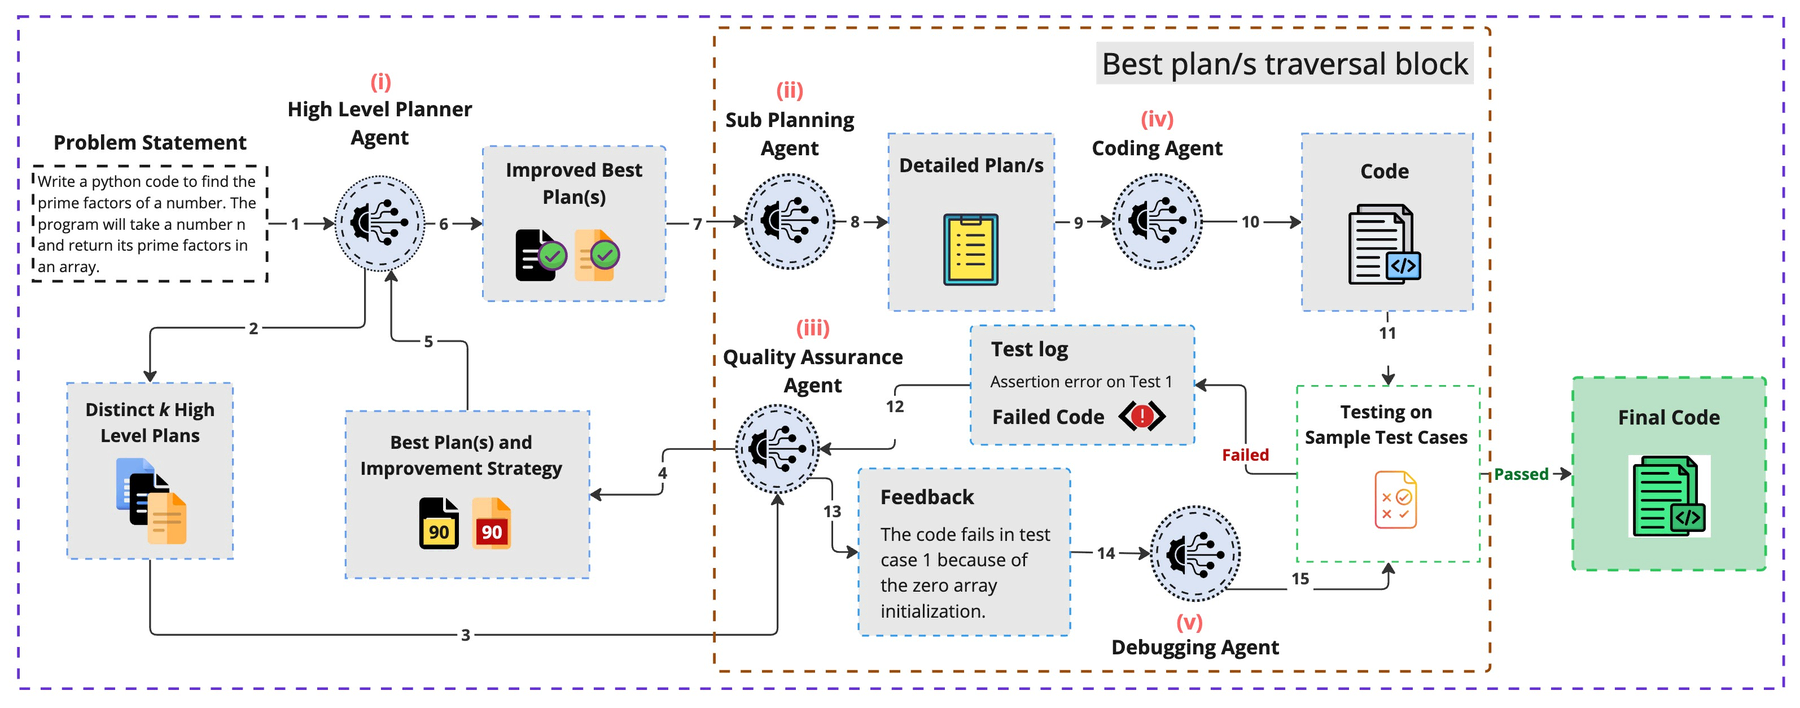 Best plan/s traversal block
(i)
High Level Planner
Agent
Problem Statement
Write a python code to find the
prime factors of a number. The
program will take a number n
and return its prime factors in
an array.
1
6
Improved Best
Plan(s)
7
(ii)
Sub Planning
Agent
8
Detailed Plan/s
9
(iv)
Coding Agent
10
Code
</>
11
2
5
Distinct k High
Level Plans
Best Plan(s) and
Improvement Strategy
90
90
3
4
(iii)
Quality Assurance
Agent
12
Test log
Assertion error on Test 1
Failed Code
Failed
Testing on
Sample Test Cases
Passed
Final Code
</>
13
Feedback
The code fails in test
case 1 because of
the zero array
initialization.
14
15
(v)
Debugging Agent